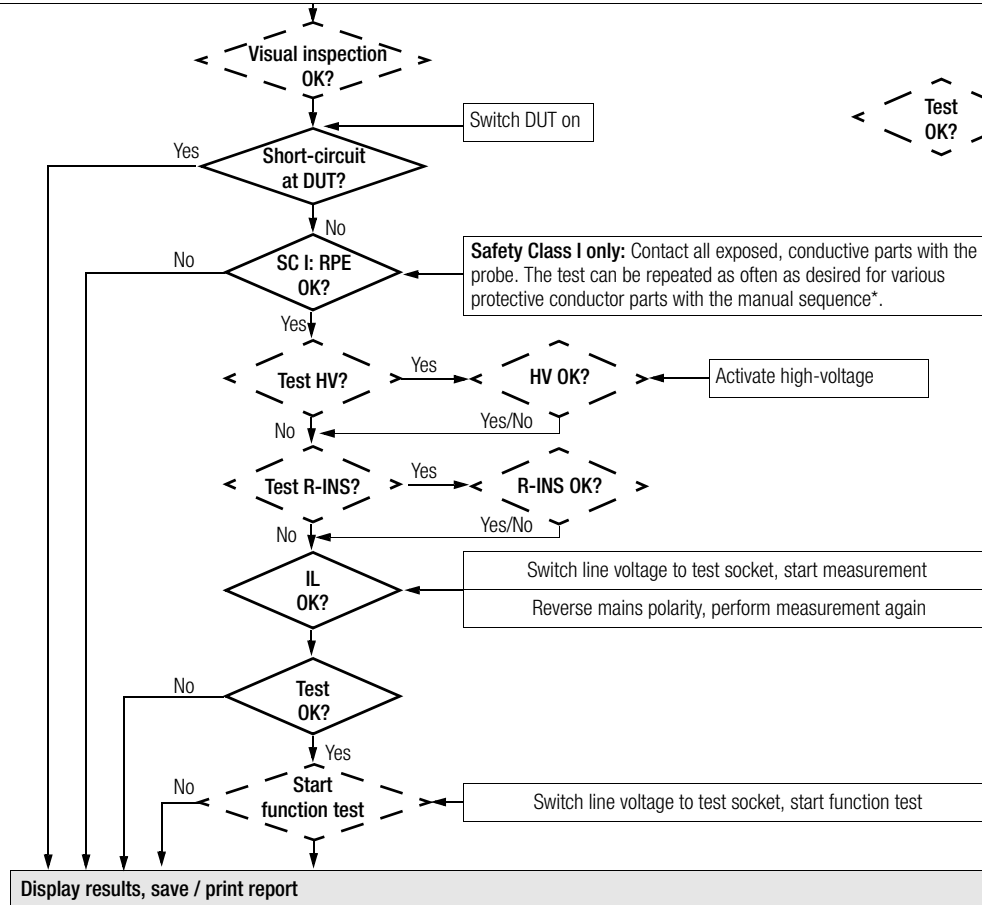 Visual inspection
OK?
Test
OK?
Switch DUT on
Yes
Short-circuit
at DUT?
No
No
SC I: RPE
OK?
Safety Class I only: Contact all exposed, conductive parts with the
probe. The test can be repeated as often as desired for various
protective conductor parts with the manual sequence*.
Yes
Test HV?
Yes
HV OK?
Activate high-voltage
No
Yes/No
Test R-INS?
Yes
R-INS OK?
No
Yes/No
IL
OK?
Switch line voltage to test socket, start measurement
Reverse mains polarity, perform measurement again
No
Test
OK?
Yes
No
Start
function test
Switch line voltage to test socket, start function test
Display results, save / print report